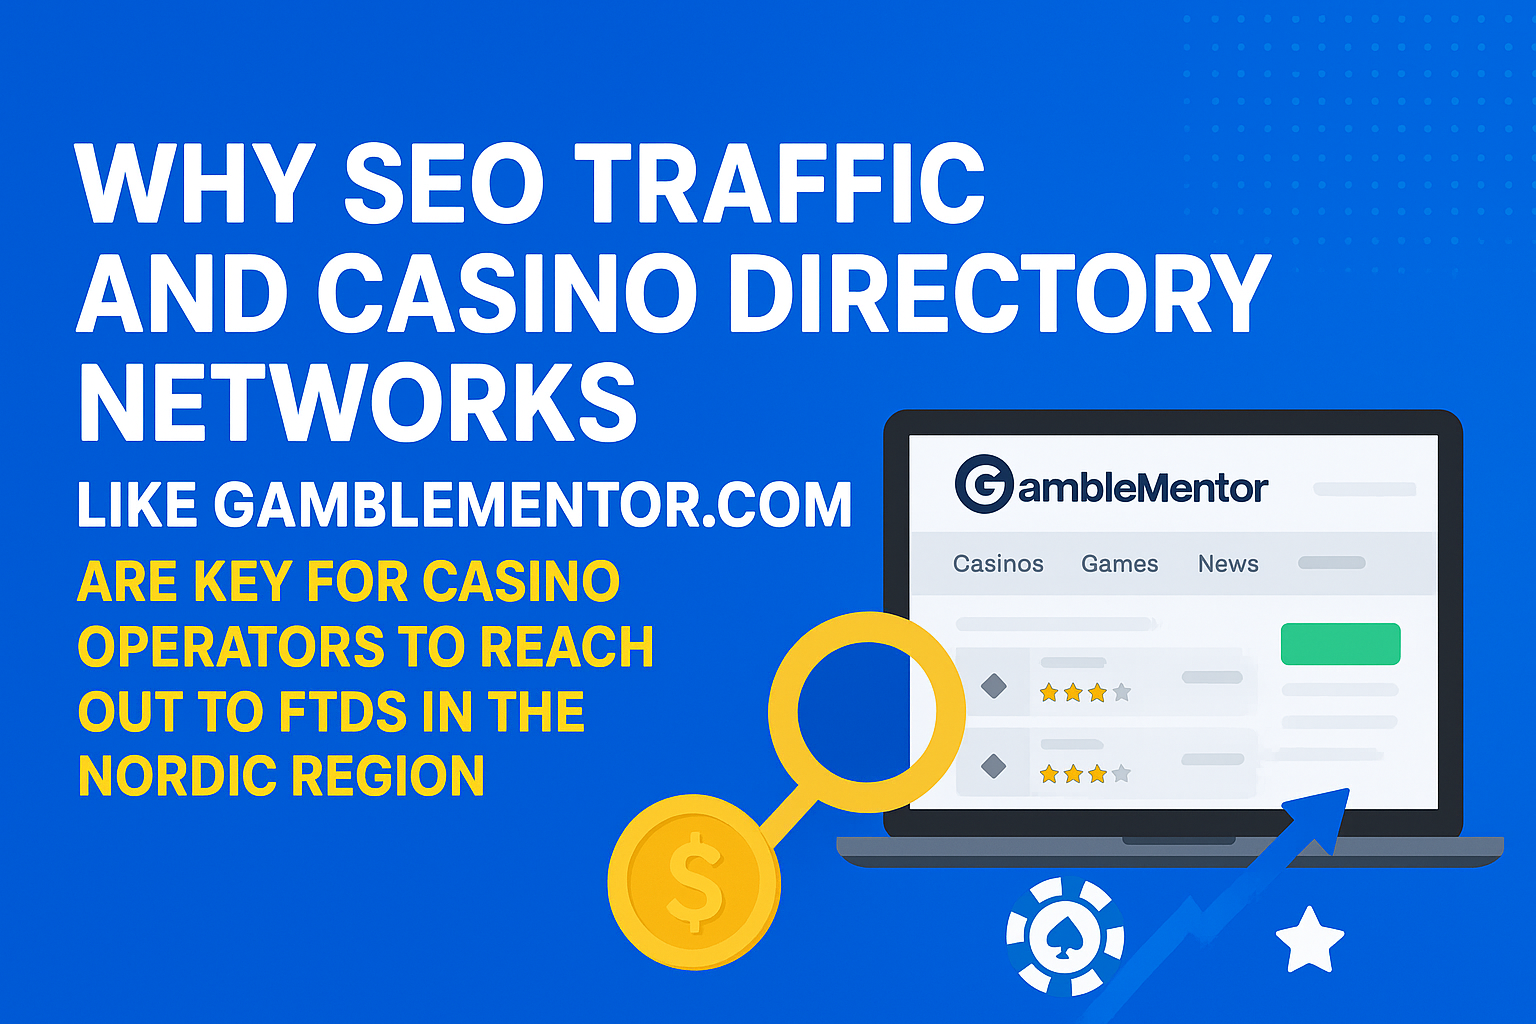 WHY SEO TRAFFIC
AND CASINO DIRECTORY
NETWORKS
LIKE GAMBLEMENTOR.COM
ARE KEY FOR CASINO
OPERATORS TO REACH
OUT TO FTDS IN THE
NORDIC REGION
GambleMentor
Casinos Games News
$